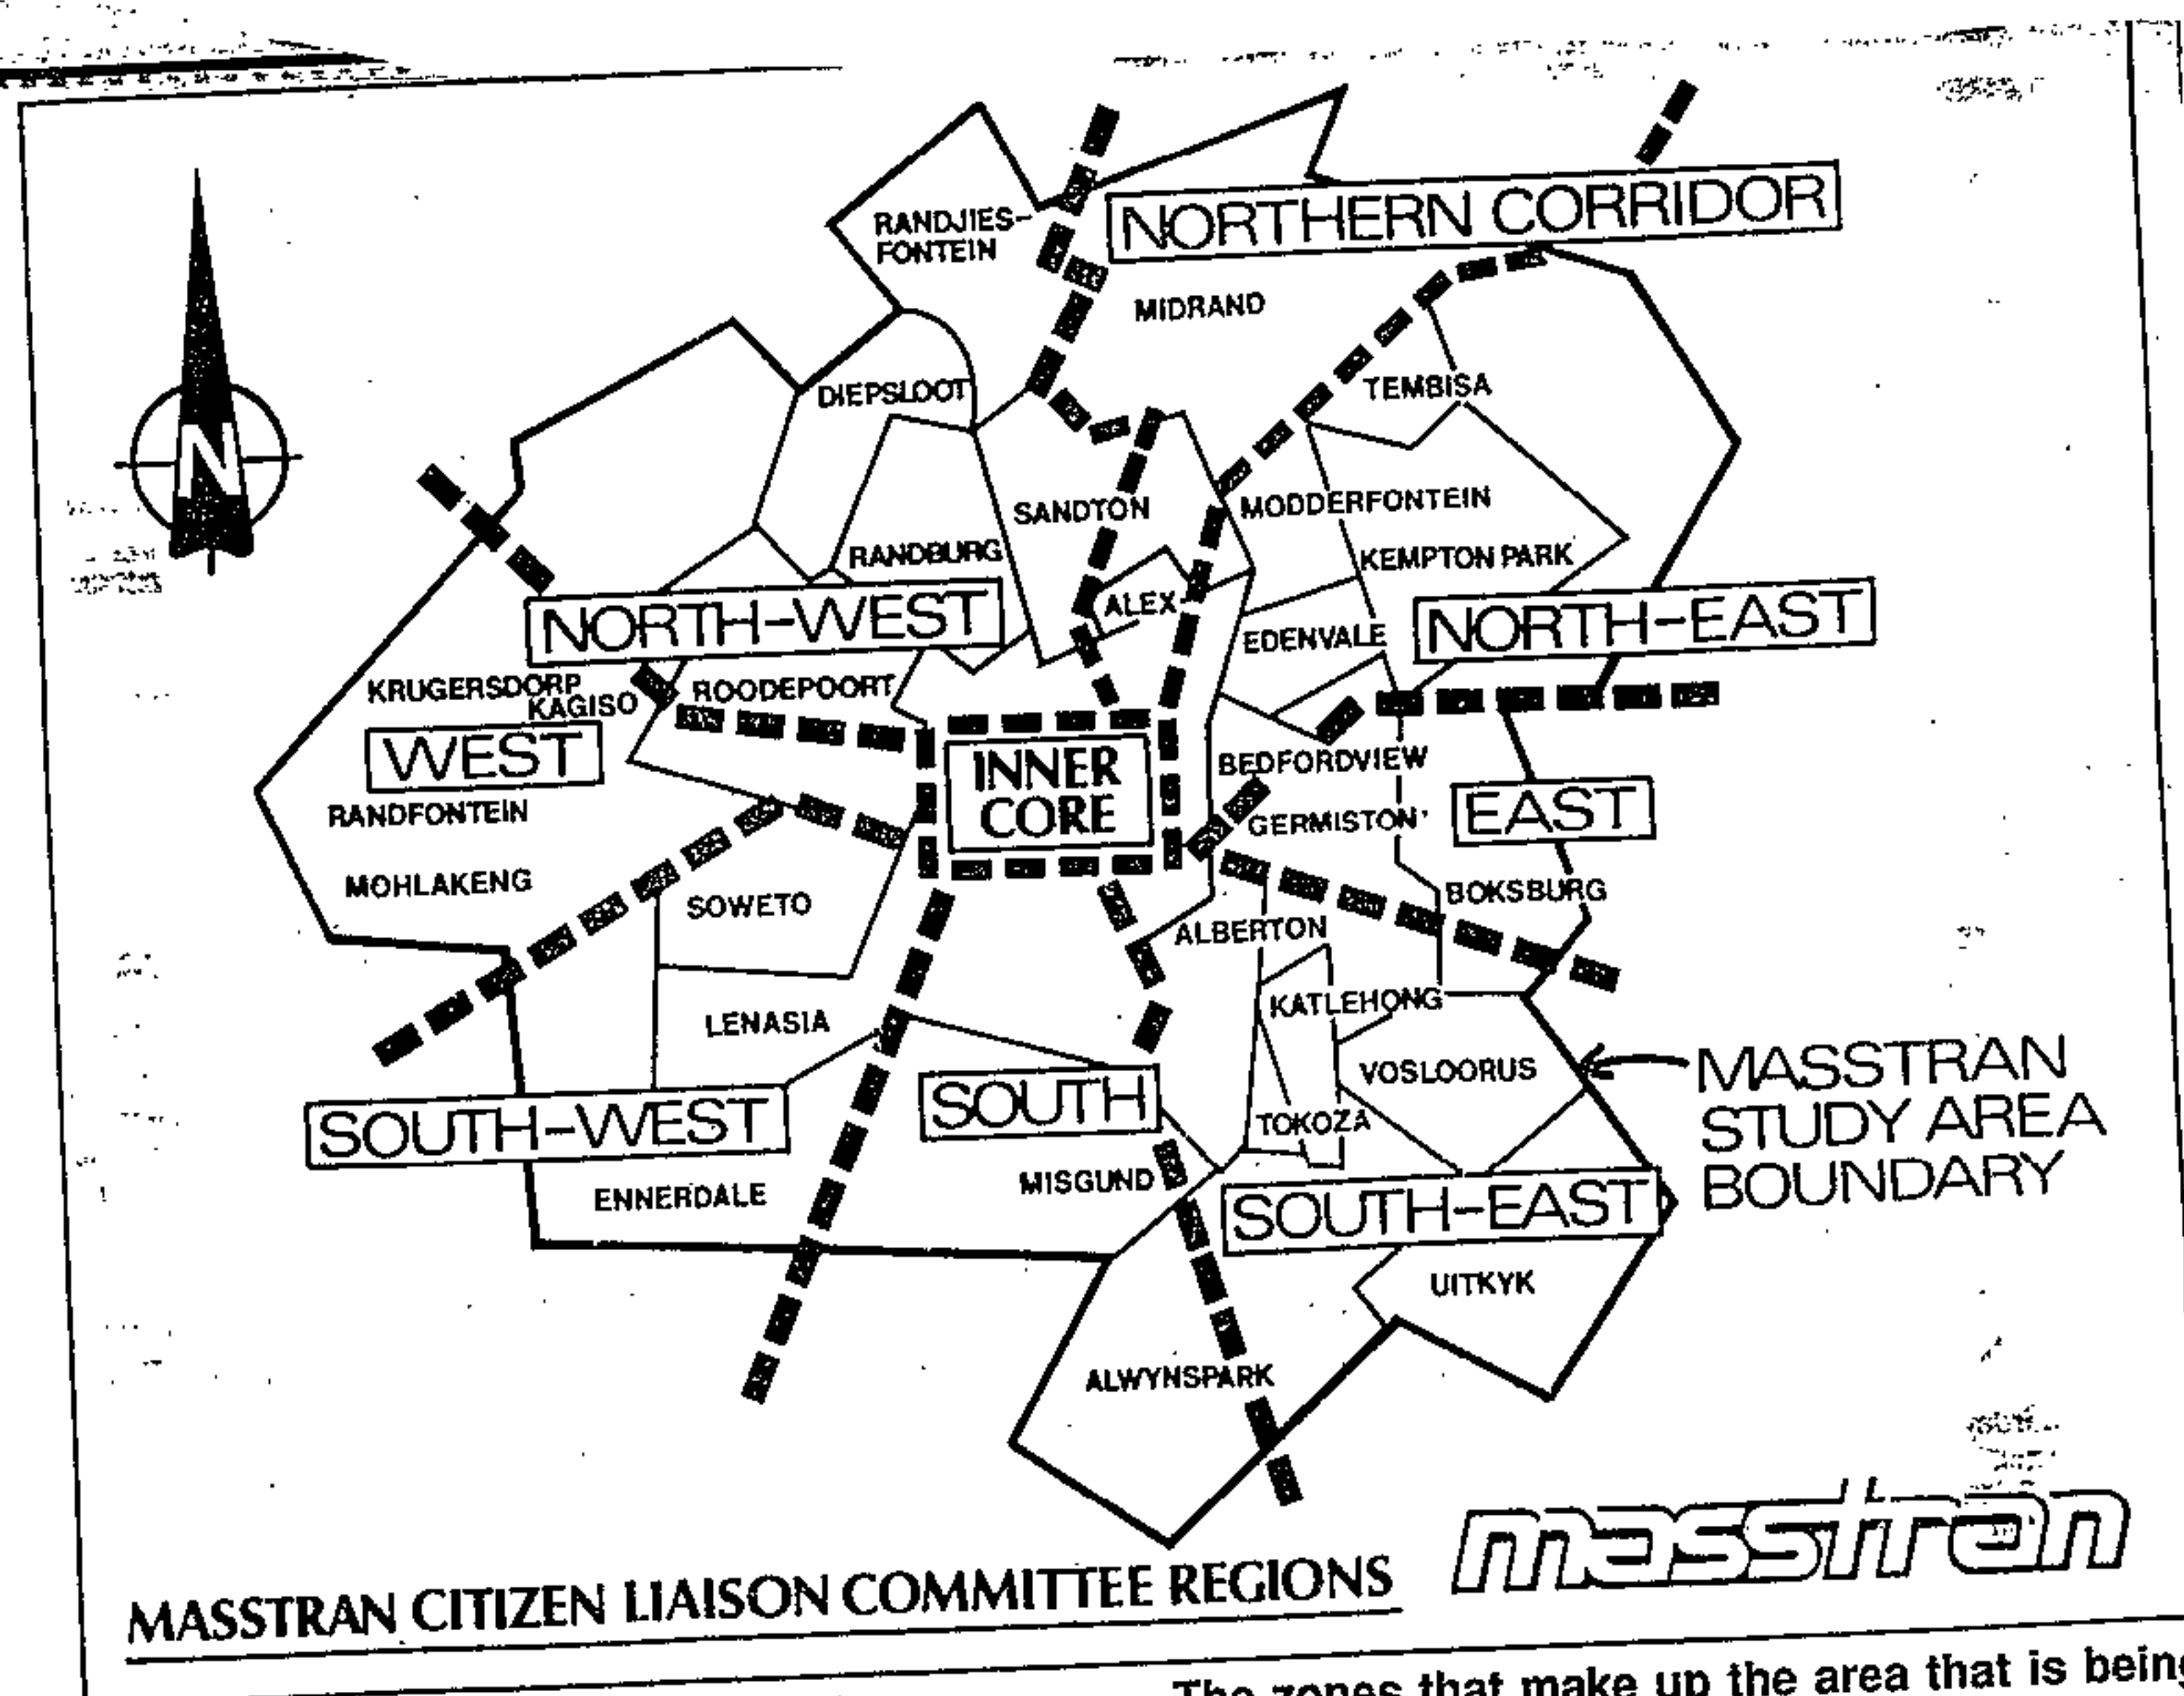 RANDJIES-
FONTEIN
NORTHERN CORRIDOR
MIDRAND
DIEPSLOOT
TEMBISA
N
SANDTON
MODDERFONTEIN
RANDBURG
KEMPTON PARK
ALEX
NORTH-WEST
EDENVALE
NORTH-EAST
KRUGERSDORP
KAGISO
ROODEPOORT
WEST
INNER
CORE
BEDFORDVIEW
RANDFONTEIN
GERMISTON
EAST
MOHLAKENG
SOWETO
BOKSBURG
ALBERTON
KATLEHONG
LENASIA
VOSLOORUS
MASSTRAN
STUDY AREA
BOUNDARY
SOUTH-WEST
SOUTH
TOKOZA
ENNERDALE
MISGUND
SOUTH-EAST
UITKYK
ALWYNSPARK
MASSTRAN CITIZEN LIAISON COMMITTEE REGIONS
masstran
The zones that make up the area that is being